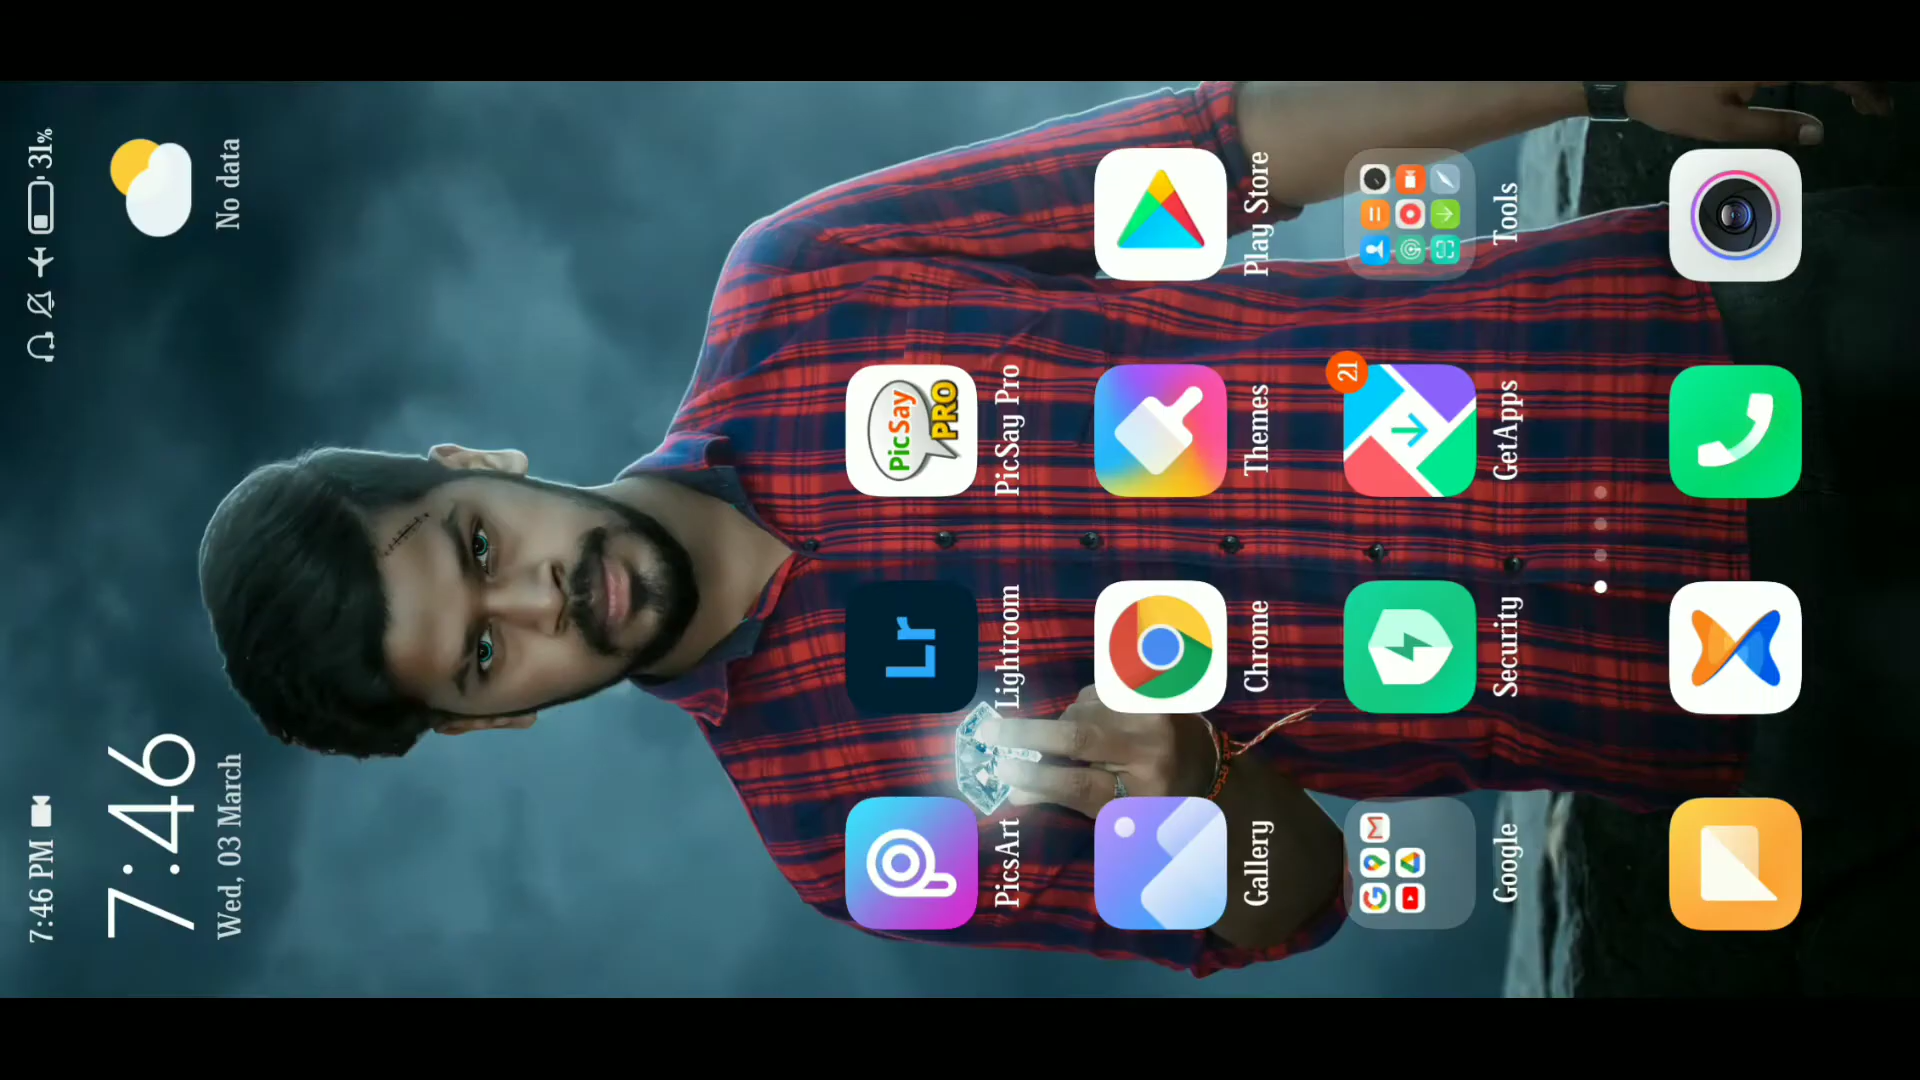 7:46 PM
31%
7:46
Wed, 03 March
No data
PicSay
PRO
Lr
PicsArt
Lightroom
PicSay Pro
Gallery
Chrome
Themes
Play Store
21
Google
Security
GetApps
Tools